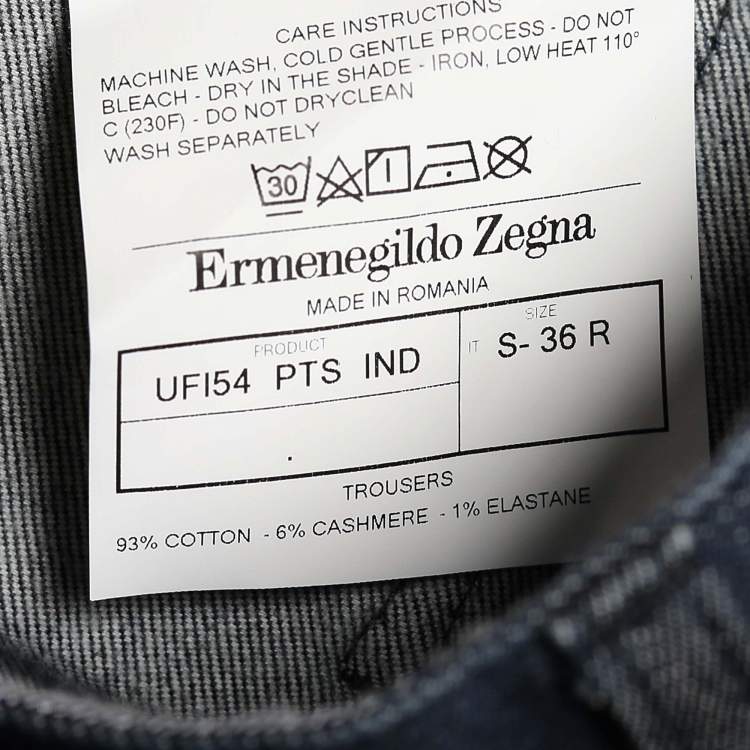 CARE INSTRUCTIONS
MACHINE WASH, COLD GENTLE PROCESS - DO NOT
BLEACH - DRY IN THE SHADE - IRON, LOW HEAT 110°
C (230F) - DO NOT DRYCLEAN
WASH SEPARATELY
30
Ermenegildo Zegna
MADE IN ROMANIA
PRODUCT
UFI54 PTS IND
SIZE
IT S- 36 R
TROUSERS
93% COTTON - 6% CASHMERE - 1% ELASTANE